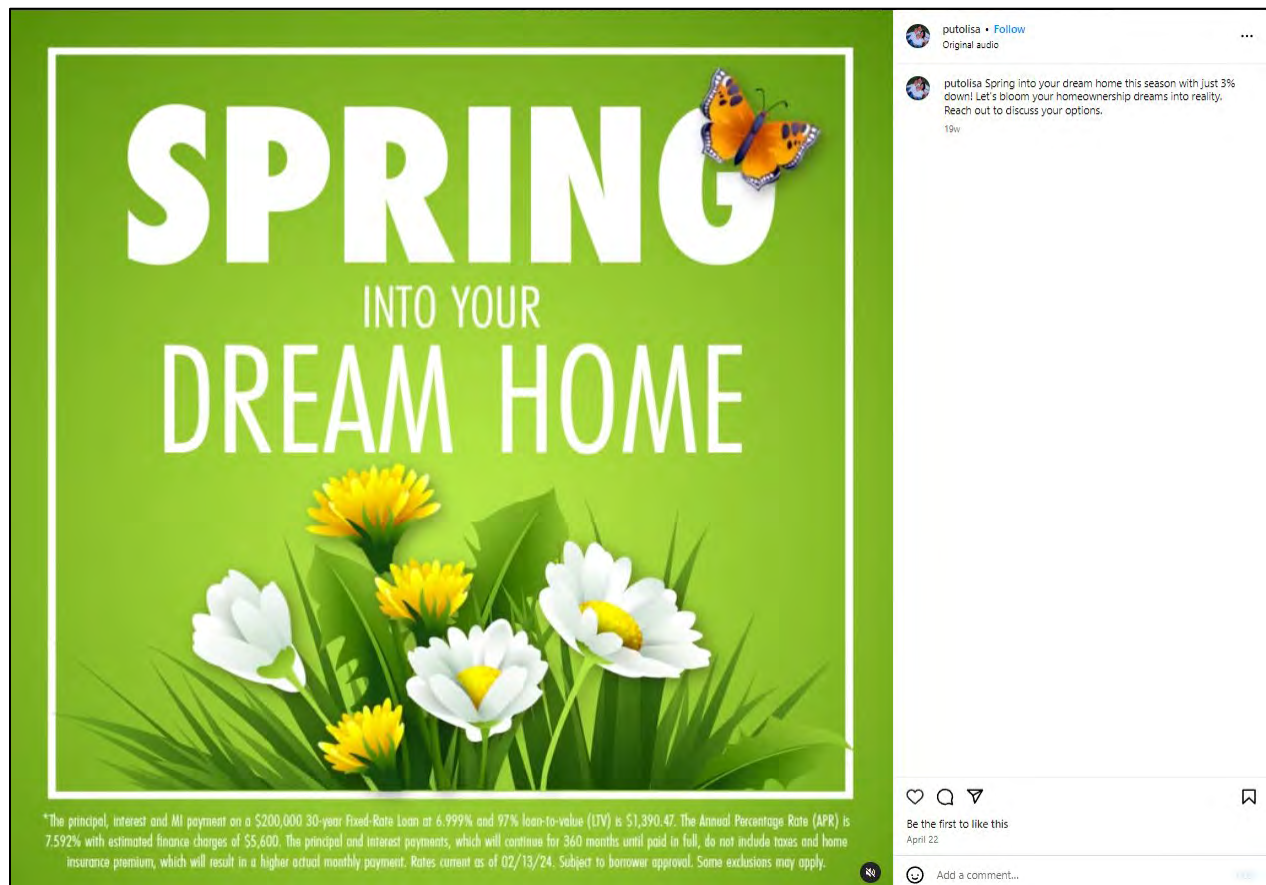 SPRING
INTO YOUR
DREAM HOME
*The principal, interest and MI payment on a $200,000 30-year Fixed-Rate Loan at 6.999% and 97% loan-to-value (LTV) is $1,390.47. The Annual Percentage Rate (APR) is
7.592% with estimated finance charges of $5,600. The principal and interest payments, which will continue for 360 months until paid in full, do not include taxes and home
insurance premium, which will result in a higher actual monthly payment. Rates current as of 02/13/24. Subject to borrower approval. Some exclusions may apply.
putolisa • Follow
Original audio
putolisa Spring into your dream home this season with just 3%
down! Let's bloom your homeownership dreams into reality.
Reach out to discuss your options.
19w
Be the first to like this
April 22
Add a comment...